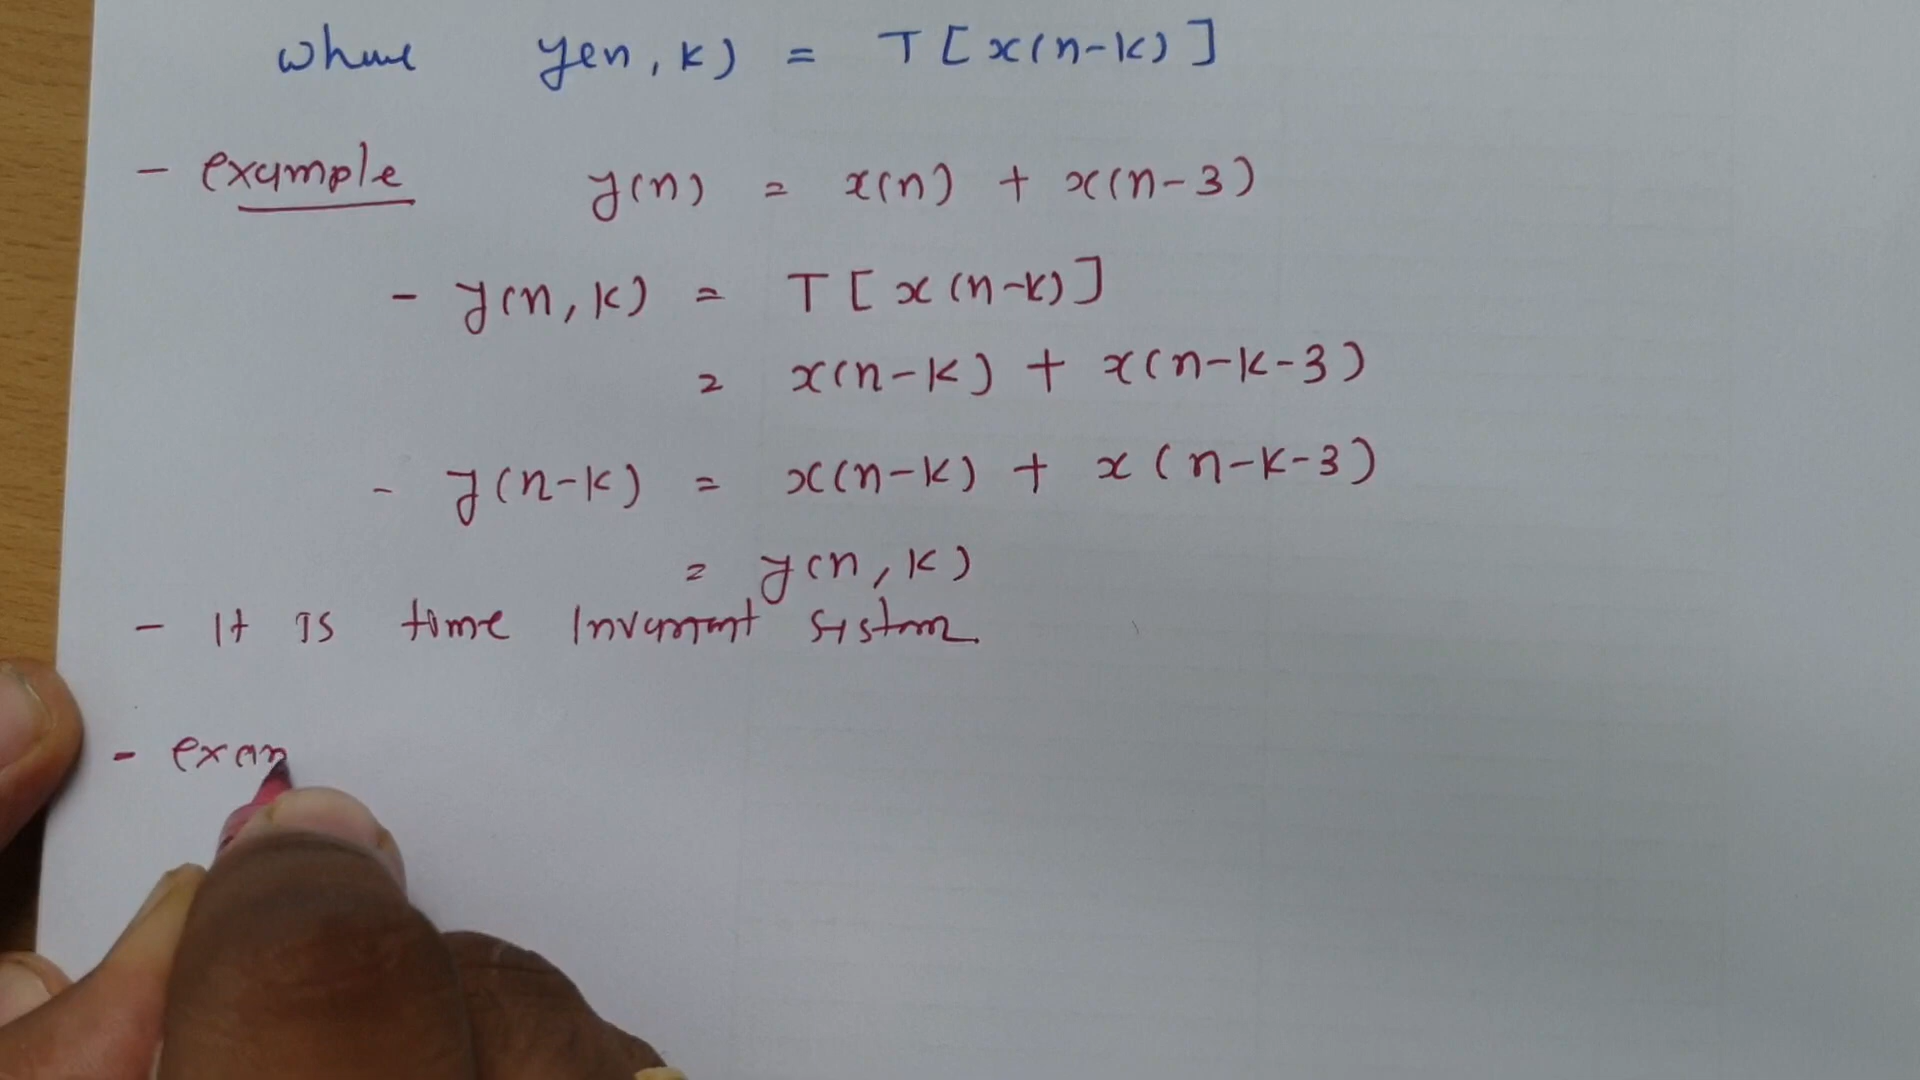 where y(n, k) = T[x(n-k)]
- example y(n) = x(n) + x(n-3)
- y(n, k) = T[x(n-k)]
= x(n-k) + x(n-k-3)
- y(n-k) = x(n-k) + x(n-k-3)
= y(n, k)
- It is time Invariant system.
- exam